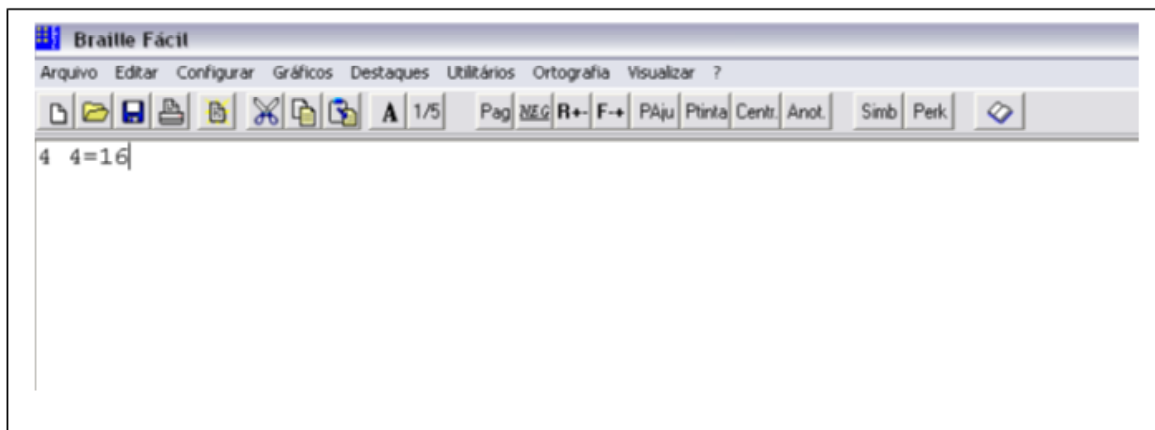 Braille Fácil
Arquivo Editar Configurar Gráficos Destaques Utilitários Ortografia Visualizar ?
A 1/5 Pag NEG R+- F-+ PAju Ptinta Centr. Anot. Simb Perk
4 4=16